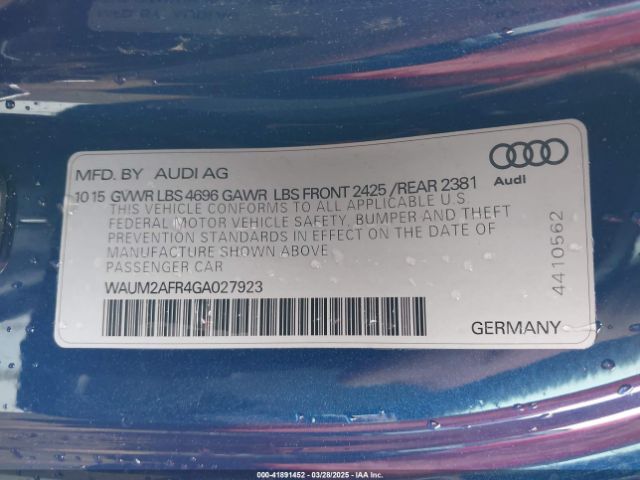 MFD. BY AUDI AG
10 15 GVWR LBS 4696 GAWR LBS FRONT 2425 /REAR 2381
THIS VEHICLE CONFORMS TO ALL APPLICABLE U.S
FEDERAL MOTOR VEHICLE SAFETY, BUMPER AND THEFT
PREVENTION STANDARDS IN EFFECT ON THE DATE OF
MANUFACTURE SHOWN ABOVE.
PASSENGER CAR
WAUM2AFR4GA027923
Audi
4410562
GERMANY
000-41891452 - 03/28/2025 - IAAI.COM